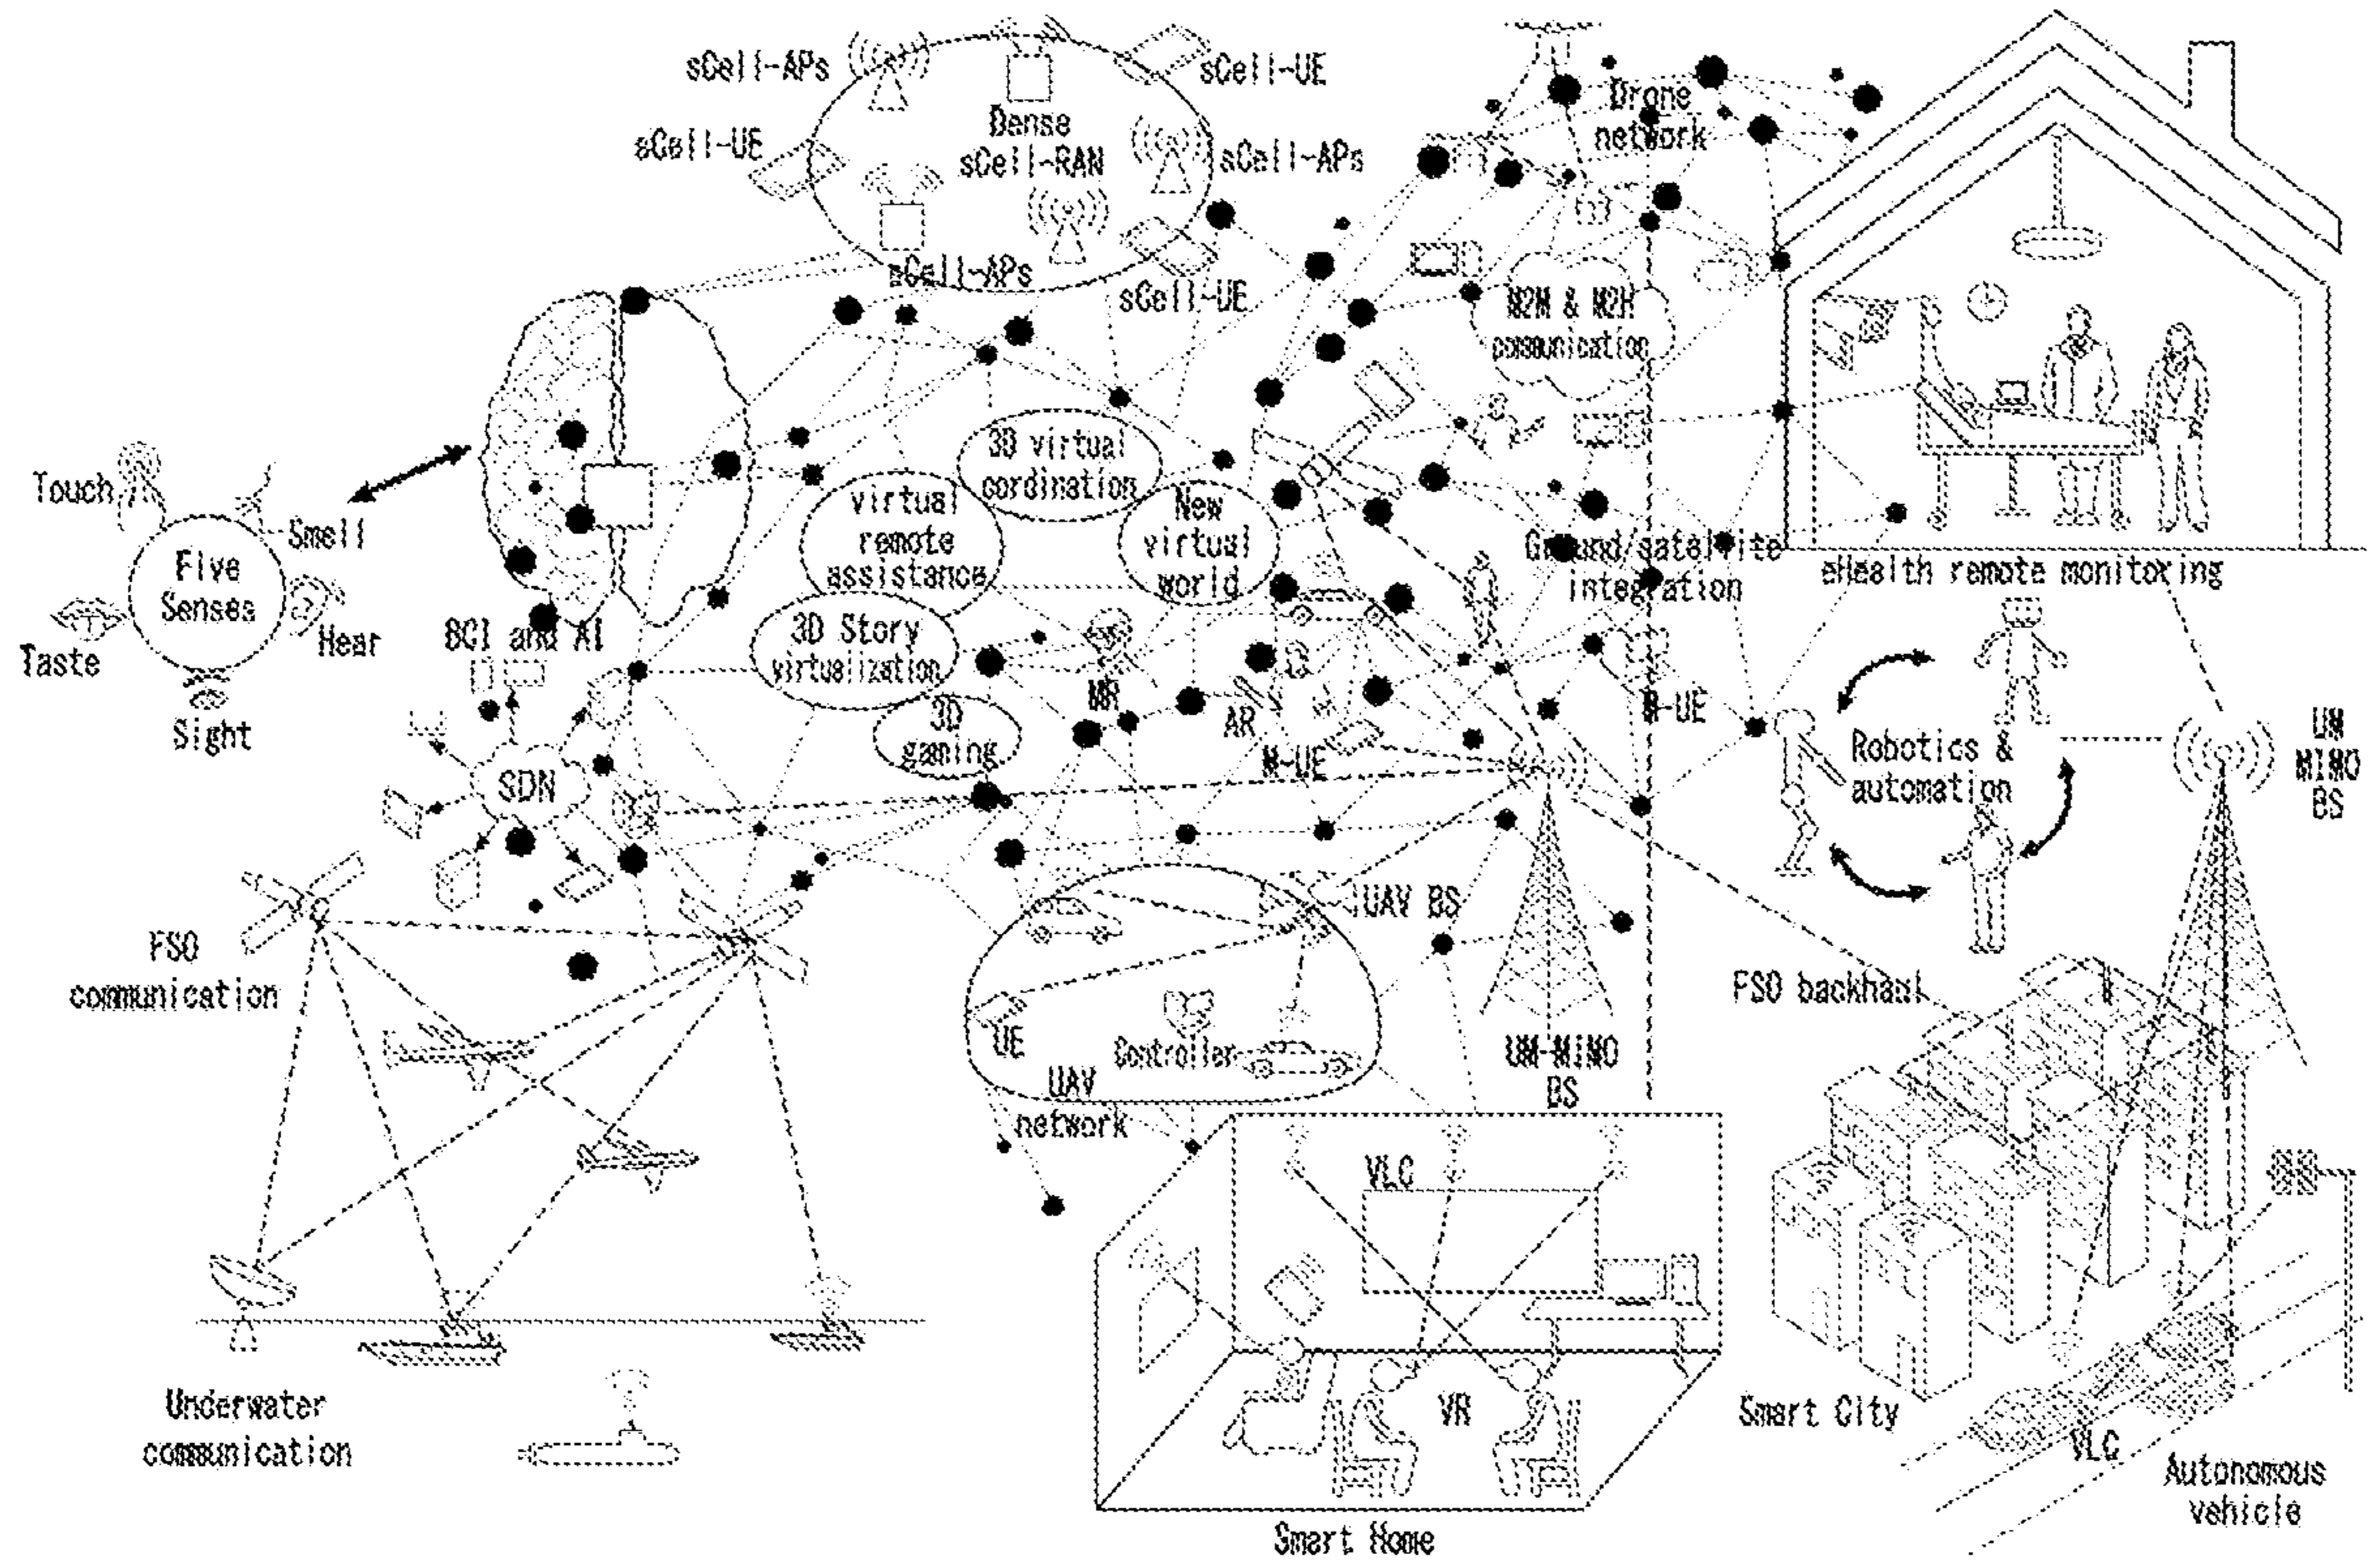 sCell-APs
sCell-UE
Dense
sCell-RAN
sCell-UE
sCell-APs
sCell-APs
sCell-UE
Drone
network
M2M & M2H
communication
Touch
Smell
Five
Senses
Taste
Hear
Sight
BCI and AI
3D virtual
cordination
virtual
remote
assistance
New
virtual
world
3D Story
virtualization
3D
gaming
MR
AR
M-UE
M-UE
Ground/satellite
integration
eHealth remote monitoring
Robotics &
automation
UM
MIMO
BS
SDN
FSO
communication
UAV BS
UE
Controller
UAV
network
UM-MIMO
BS
FSO backhaul
VLC
VR
Smart Home
Smart City
VLC
Autonomous
vehicle
Underwater
communication